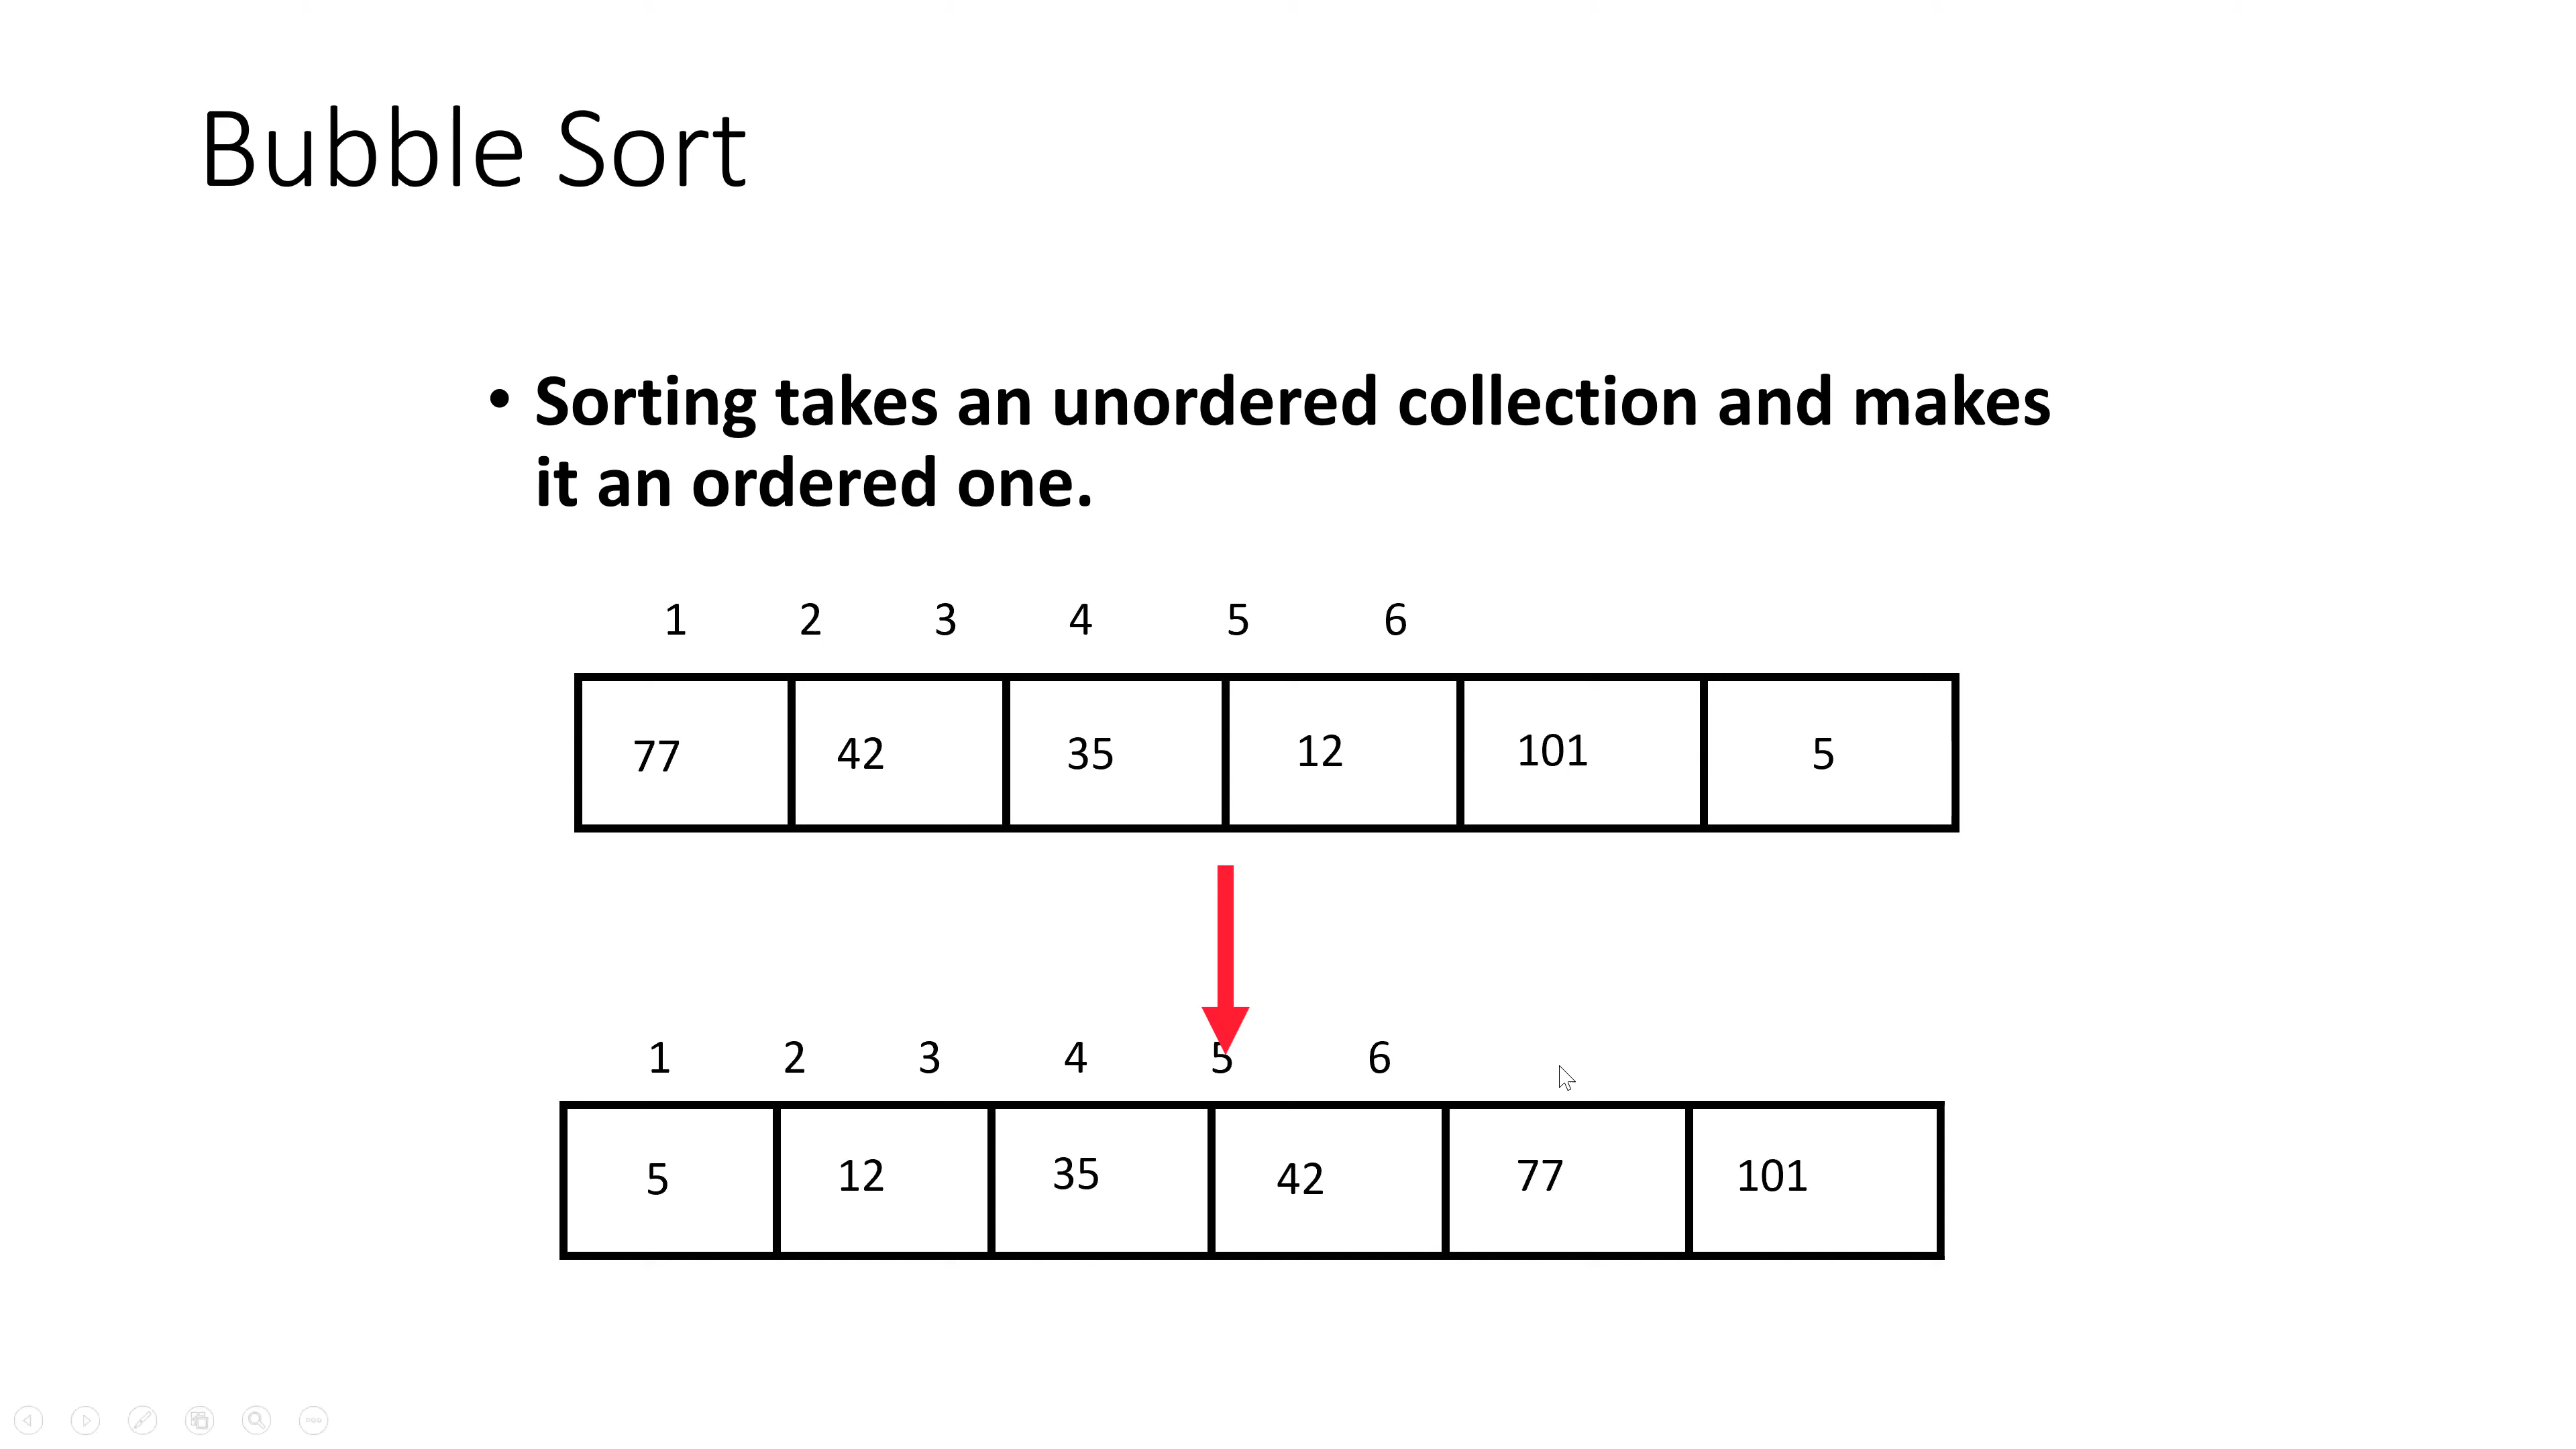 Bubble Sort
• Sorting takes an unordered collection and makes
it an ordered one.
1 2 3 4 5 6
77 42 35 12 101 5
1 2 3 4 5 6
5 12 35 42 77 101